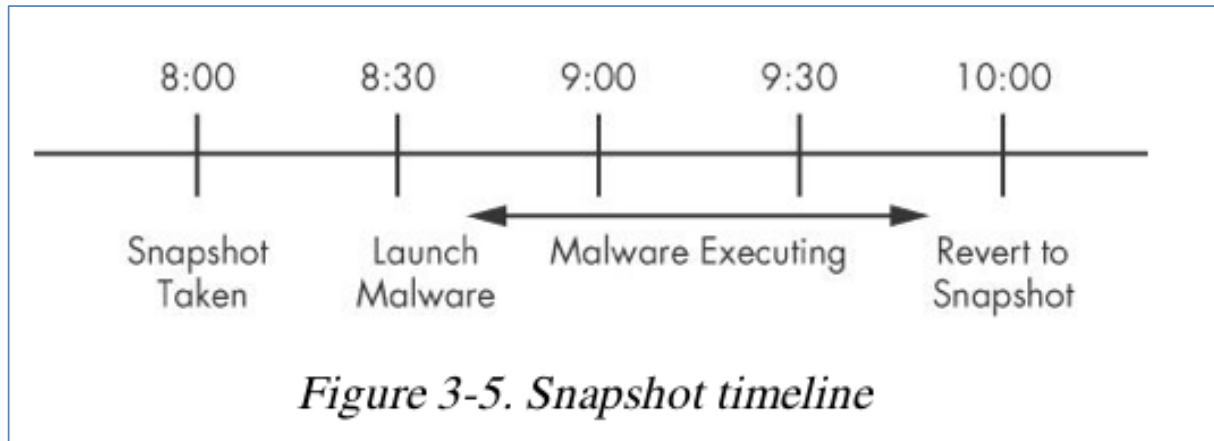 8:00 8:30 9:00 9:30 10:00
Snapshot Launch Malware Executing Revert to
Taken Malware Snapshot
Figure 3-5. Snapshot timeline